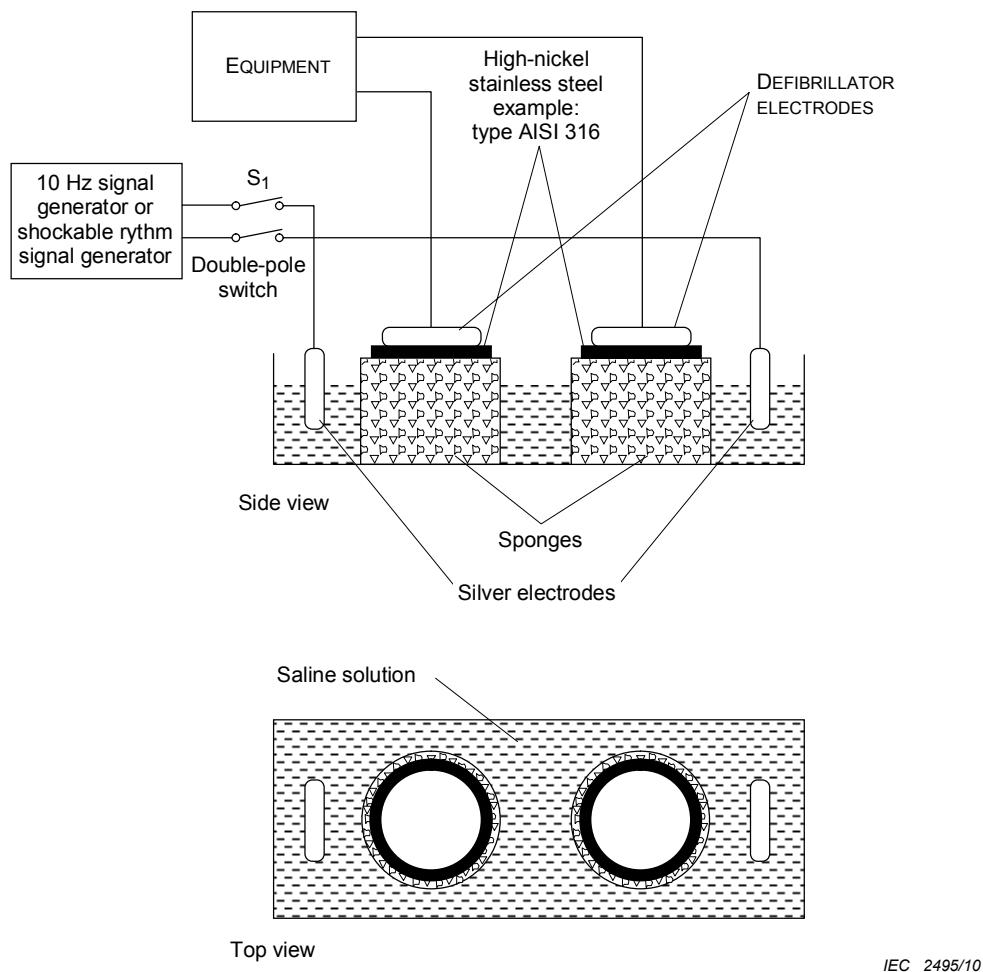 EQUIPMENT
High-nickel
stainless steel
example:
type AISI 316
DEFIBRILLATOR
ELECTRODES
10 Hz signal
generator or
shockable rythm
signal generator
S1
Double-pole
switch
Side view
Sponges
Silver electrodes
Saline solution
Top view
IEC 2495/10